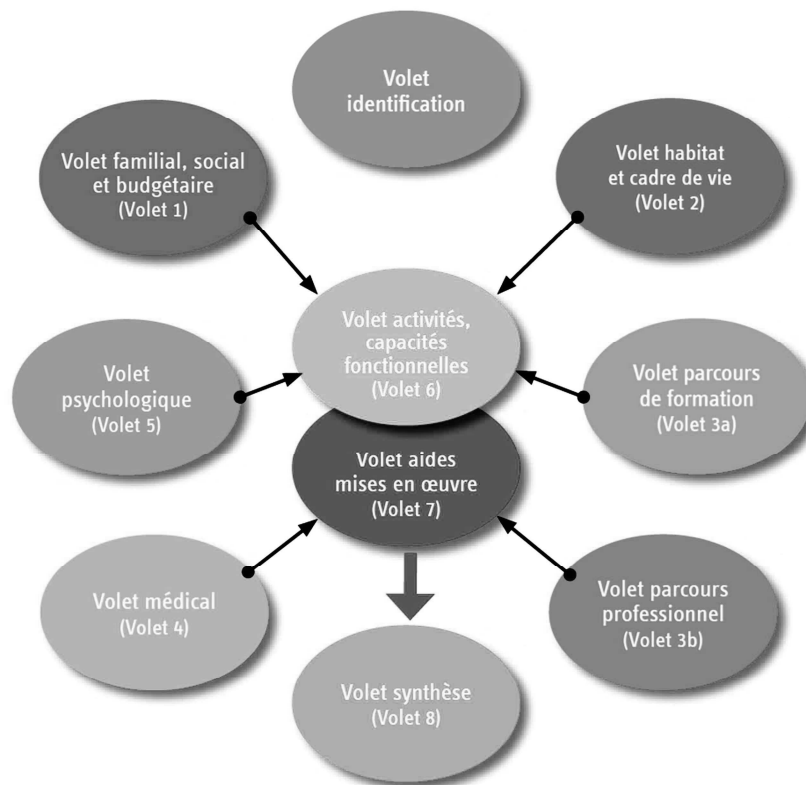 Volet
identification
Volet familial, social
et budgétaire
(Volet 1)
Volet habitat
et cadre de vie
(Volet 2)
Volet activités,
capacités
fonctionnelles
(Volet 6)
Volet
psychologique
(Volet 5)
Volet parcours
de formation
(Volet 3a)
Volet aides
mises en œuvre
(Volet 7)
Volet médical
(Volet 4)
Volet parcours
professionnel
(Volet 3b)
Volet synthèse
(Volet 8)